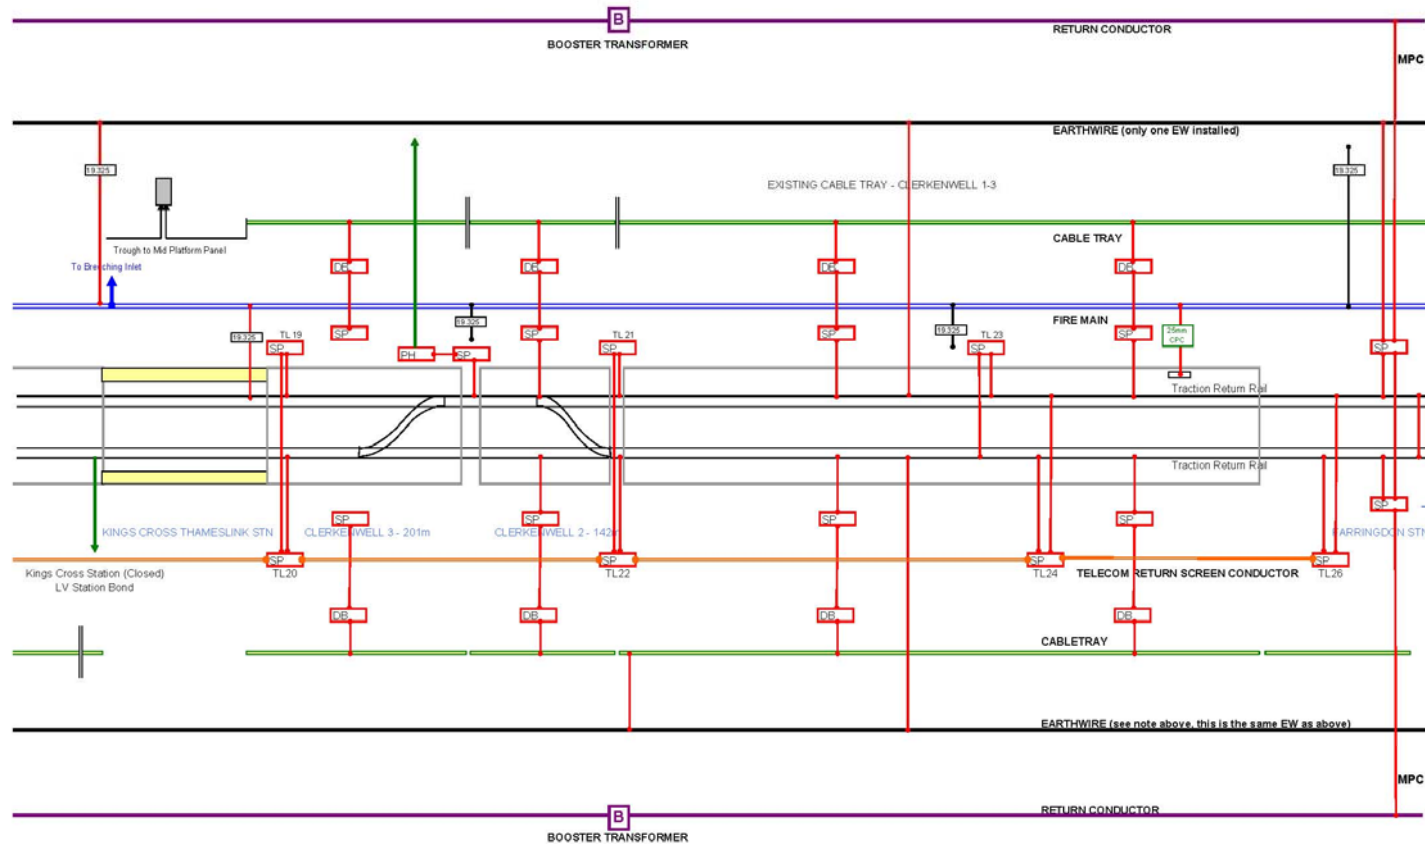 B
BOOSTER TRANSFORMER
RETURN CONDUCTOR
MPC
EARTHWIRE (only one EW installed)
19.325
19.325
EXISTING CABLE TRAY - CLERKENWELL 1-3
Trough to Mid Platform Panel
CABLE TRAY
To Breeching Inlet
DB
DB
DB
DB
FIRE MAIN
19.325
19.325
19.325
TL 19
SP
SP
SP
TL 21
SP
SP
TL 23
SP
SP
25mm
CPC
SP
PH
SP
SP
Traction Return Rail
Traction Return Rail
SP
SP
SP
SP
SP
KINGS CROSS THAMESLINK STN
CLERKENWELL 3 - 201m
CLERKENWELL 2 - 142m
FARRINGDON STN
SP
SP
SP
SP
Kings Cross Station (Closed)
LV Station Bond
TL20
TL22
TL24
TELECOM RETURN SCREEN CONDUCTOR
TL26
DB
DB
DB
DB
CABLETRAY
EARTHWIRE (see note above, this is the same EW as above)
MPC
RETURN CONDUCTOR
B
BOOSTER TRANSFORMER